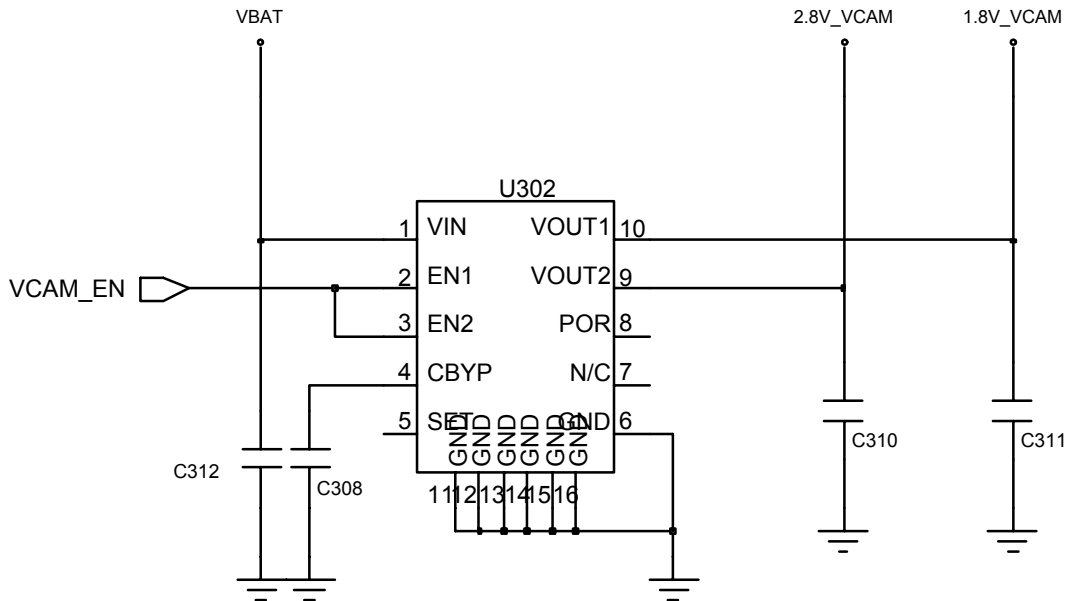 VBAT
2.8V_VCAM
1.8V_VCAM
U302
1
VIN
VOUT1
10
2
EN1
VOUT2
9
VCAM_EN
3
EN2
POR
8
4
CBYP
N/C
7
5
SET
GND
6
GND
GND
GND
GND
GND
GND
11
12
13
14
15
16
C312
C308
C310
C311